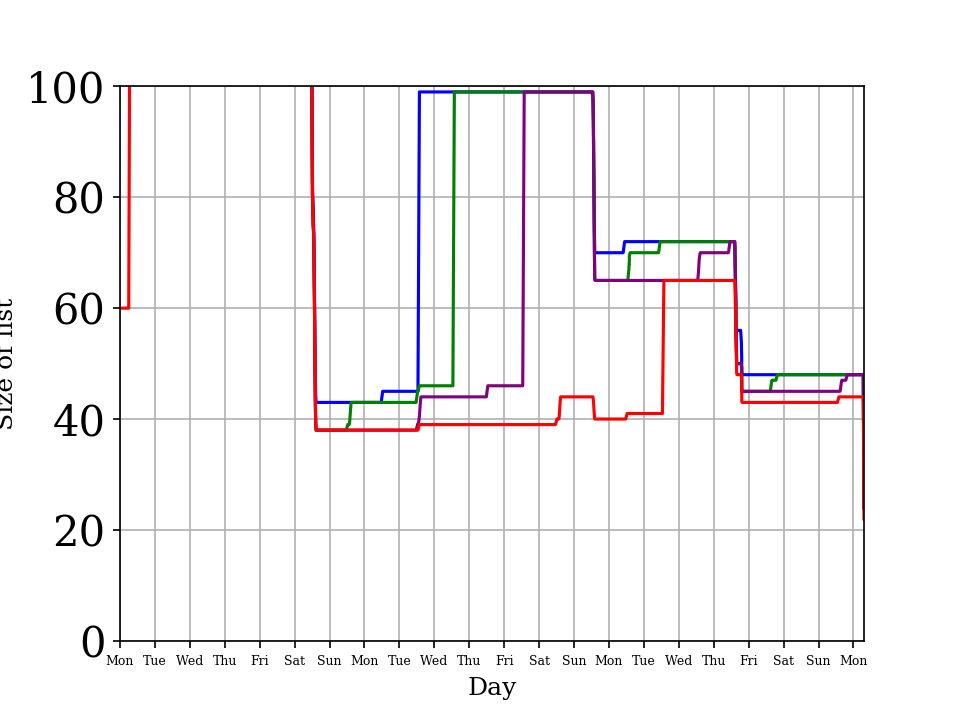 100
80
60
40
20
0
Size of list
Mon Tue Wed Thu Fri Sat Sun Mon Tue Wed Thu Fri Sat Sun Mon Tue Wed Thu Fri Sat Sun Mon
Day